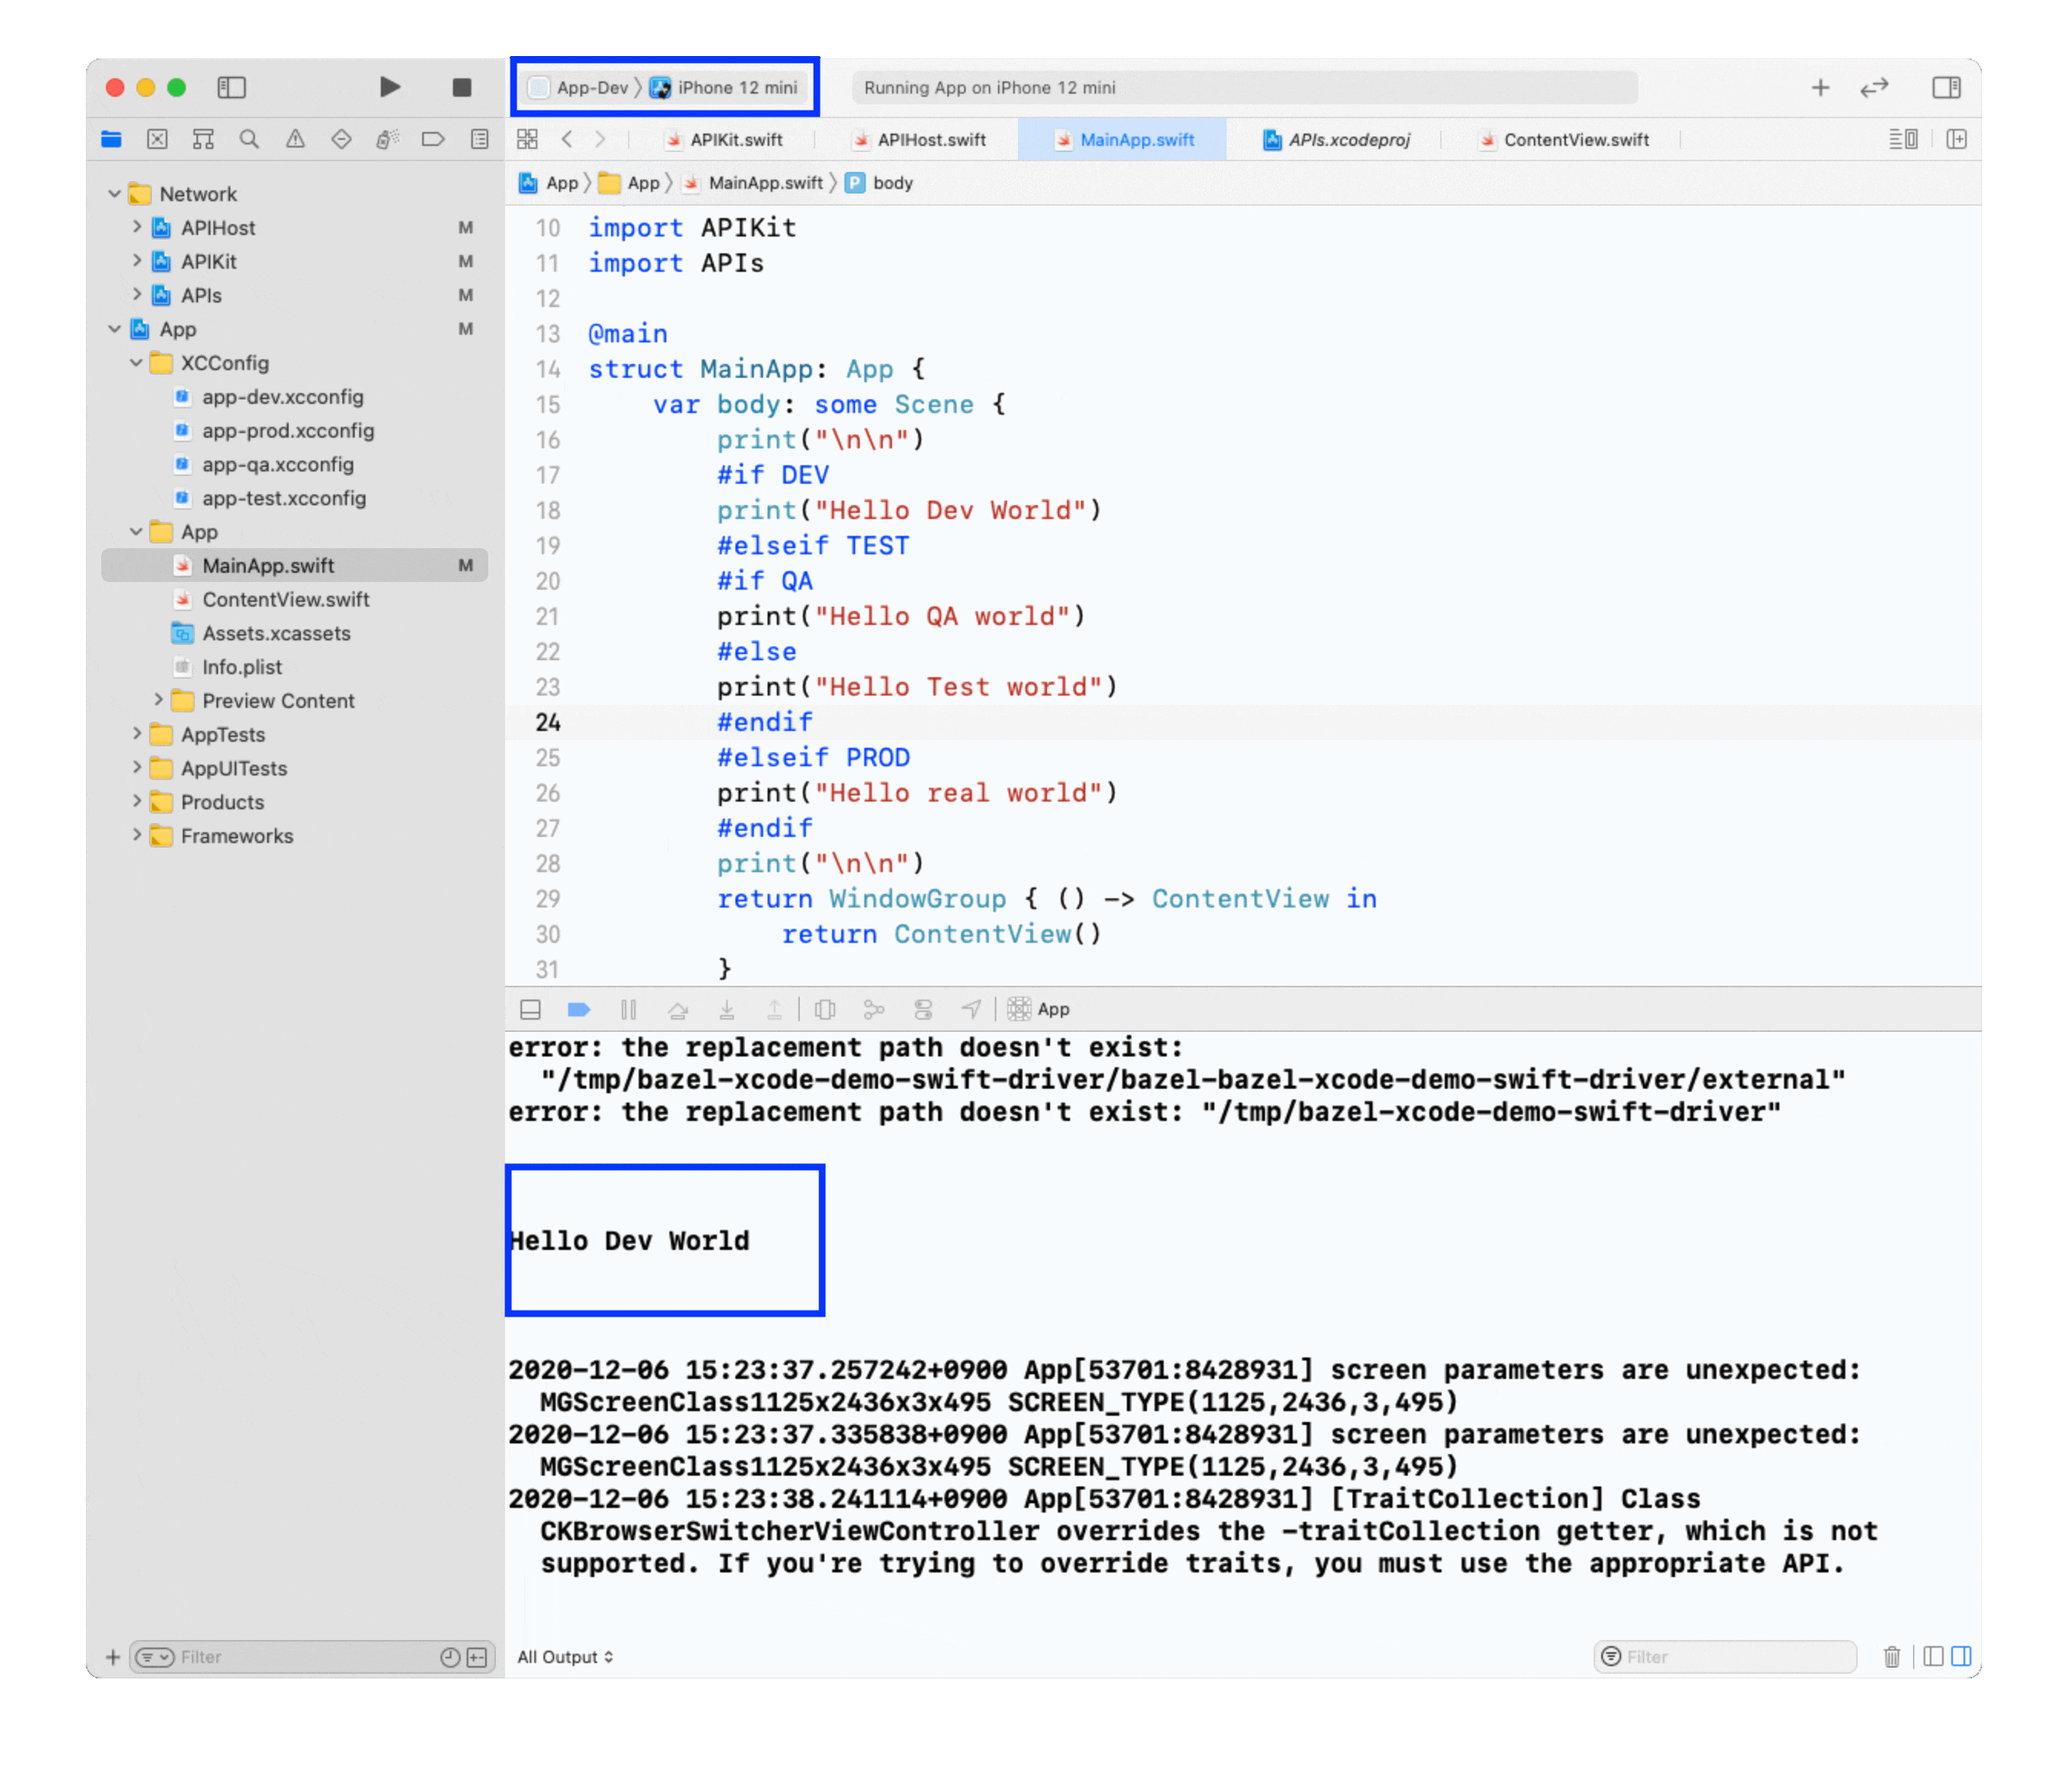 App-Dev iPhone 12 mini
Running App on iPhone 12 mini
APIKit.swift
APIHost.swift
MainApp.swift
APIs.xcodeproj
ContentView.swift
App App MainApp.swift P body
Network
APIHost M
APIKit M
APIs M
App M
XCConfig
app-dev.xcconfig
app-prod.xcconfig
app-qa.xcconfig
app-test.xcconfig
App
MainApp.swift M
ContentView.swift
Assets.xcassets
Info.plist
Preview Content
AppTests
AppUITests
Products
Frameworks
Filter
10 import APIKit
11 import APIs
12
13 @main
14 struct MainApp: App {
15 var body: some Scene {
16 print("\n\n")
17 #if DEV
18 print("Hello Dev World")
19 #elseif TEST
20 #if QA
21 print("Hello QA world")
22 #else
23 print("Hello Test world")
24 #endif
25 #elseif PROD
26 print("Hello real world")
27 #endif
28 print("\n\n")
29 return WindowGroup { () -> ContentView in
30 return ContentView()
31 }
App
error: the replacement path doesn't exist:
"/tmp/bazel-xcode-demo-swift-driver/bazel-bazel-xcode-demo-swift-driver/external"
error: the replacement path doesn't exist: "/tmp/bazel-xcode-demo-swift-driver"
Hello Dev World
2020-12-06 15:23:37.257242+0900 App[53701:8428931] screen parameters are unexpected:
MGScreenClass1125x2436x3x495 SCREEN_TYPE(1125,2436,3,495)
2020-12-06 15:23:37.335838+0900 App[53701:8428931] screen parameters are unexpected:
MGScreenClass1125x2436x3x495 SCREEN_TYPE(1125,2436,3,495)
2020-12-06 15:23:38.241114+0900 App[53701:8428931] [TraitCollection] Class
CKBrowserSwitcherViewController overrides the -traitCollection getter, which is not
supported. If you're trying to override traits, you must use the appropriate API.
All Output
Filter